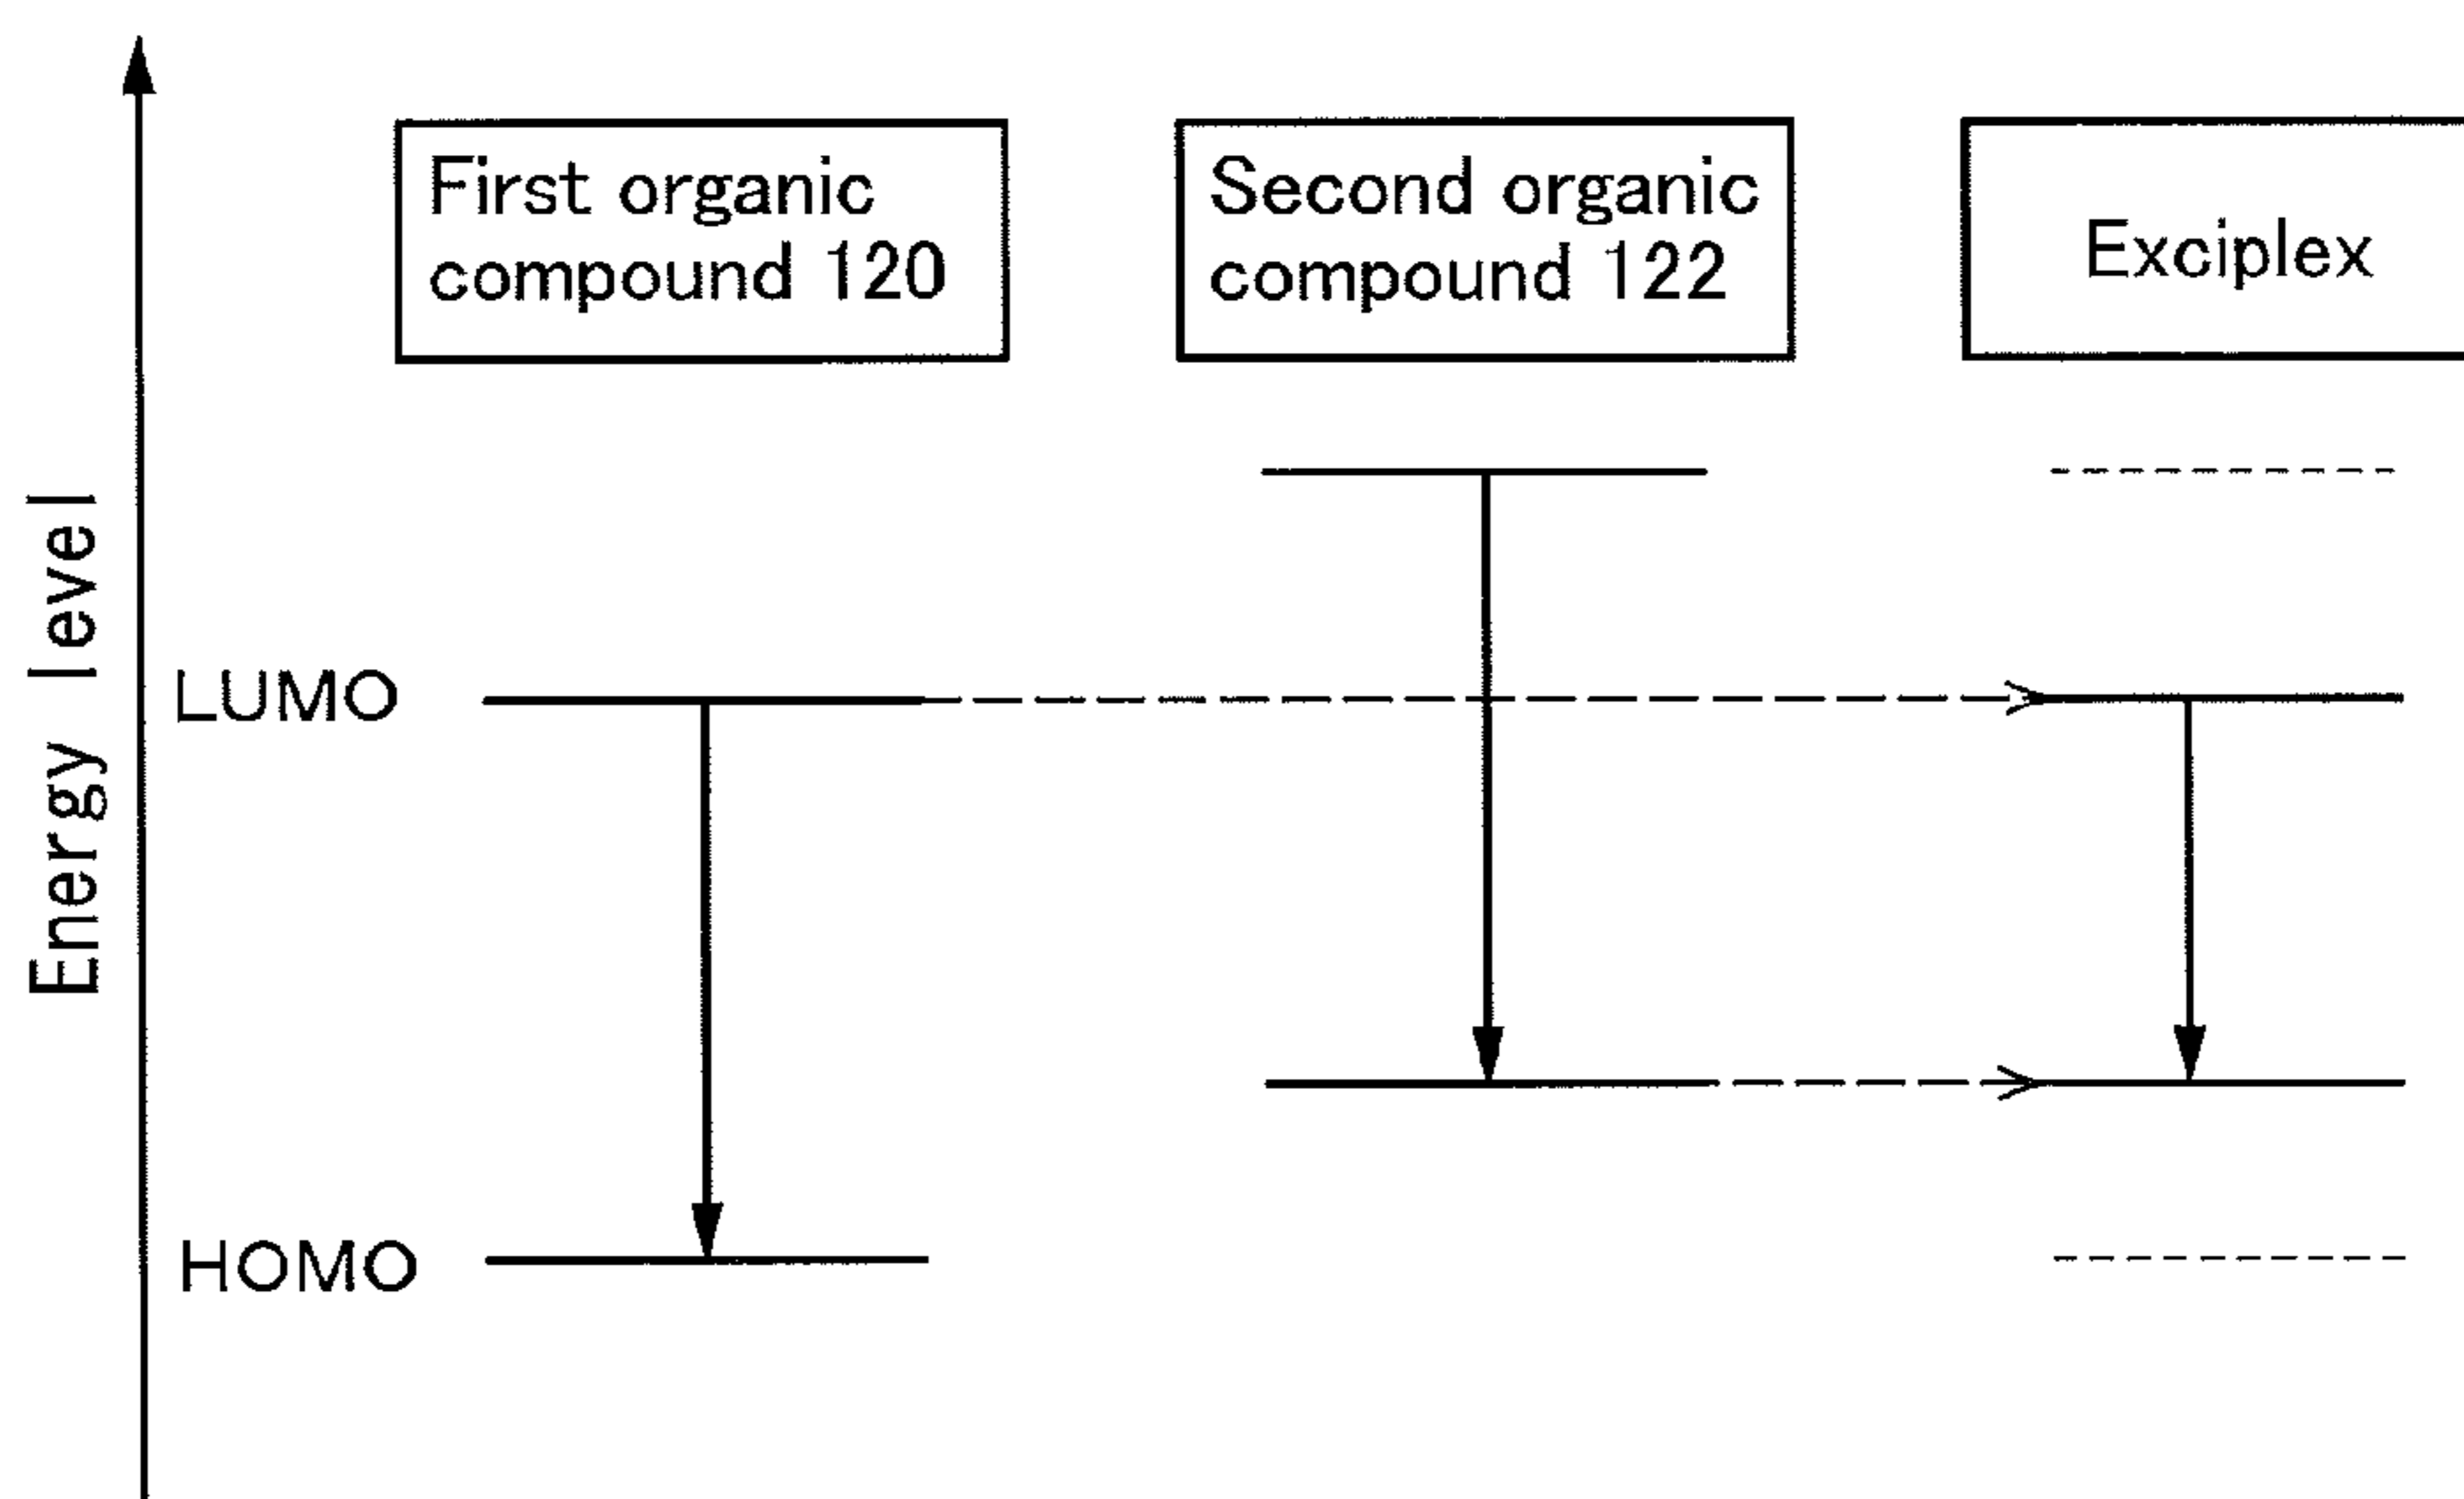 First organic
compound 120
Second organic
compound 122
Exciplex
Energy level
LUMO
HOMO